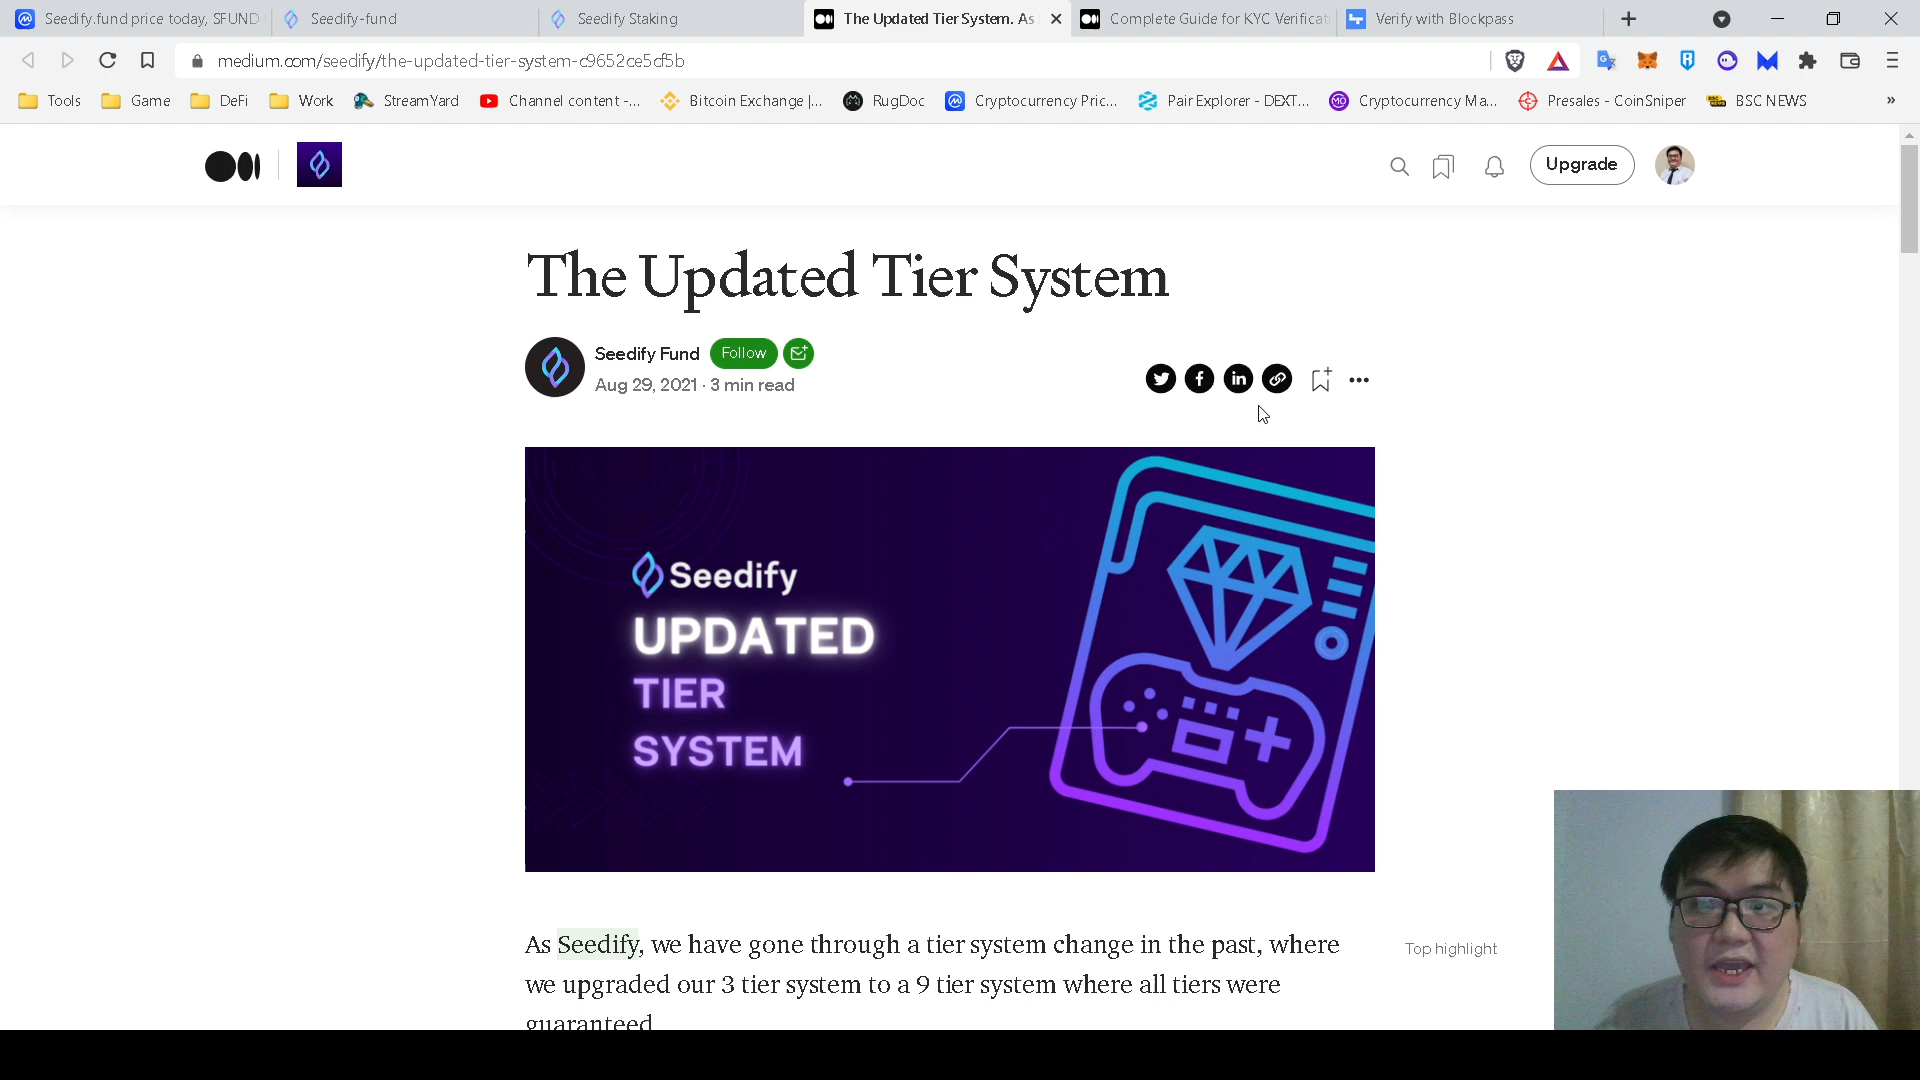 Seedify.fund price today, SFUND
Seedify-fund
Seedify Staking
The Updated Tier System. As
Complete Guide for KYC Verificat
Verify with Blockpass
medium.com/seedify/the-updated-tier-system-c9652ce5cf5b
Tools
Game
DeFi
Work
StreamYard
Channel content -...
Bitcoin Exchange |...
RugDoc
Cryptocurrency Pric...
Pair Explorer - DEXT...
Cryptocurrency Ma...
Presales - CoinSniper
BSC NEWS
Upgrade
The Updated Tier System
Seedify Fund
Follow
Aug 29, 2021 · 3 min read
Seedify
UPDATED
TIER
SYSTEM
As Seedify, we have gone through a tier system change in the past, where
we upgraded our 3 tier system to a 9 tier system where all tiers were
guaranteed
Top highlight